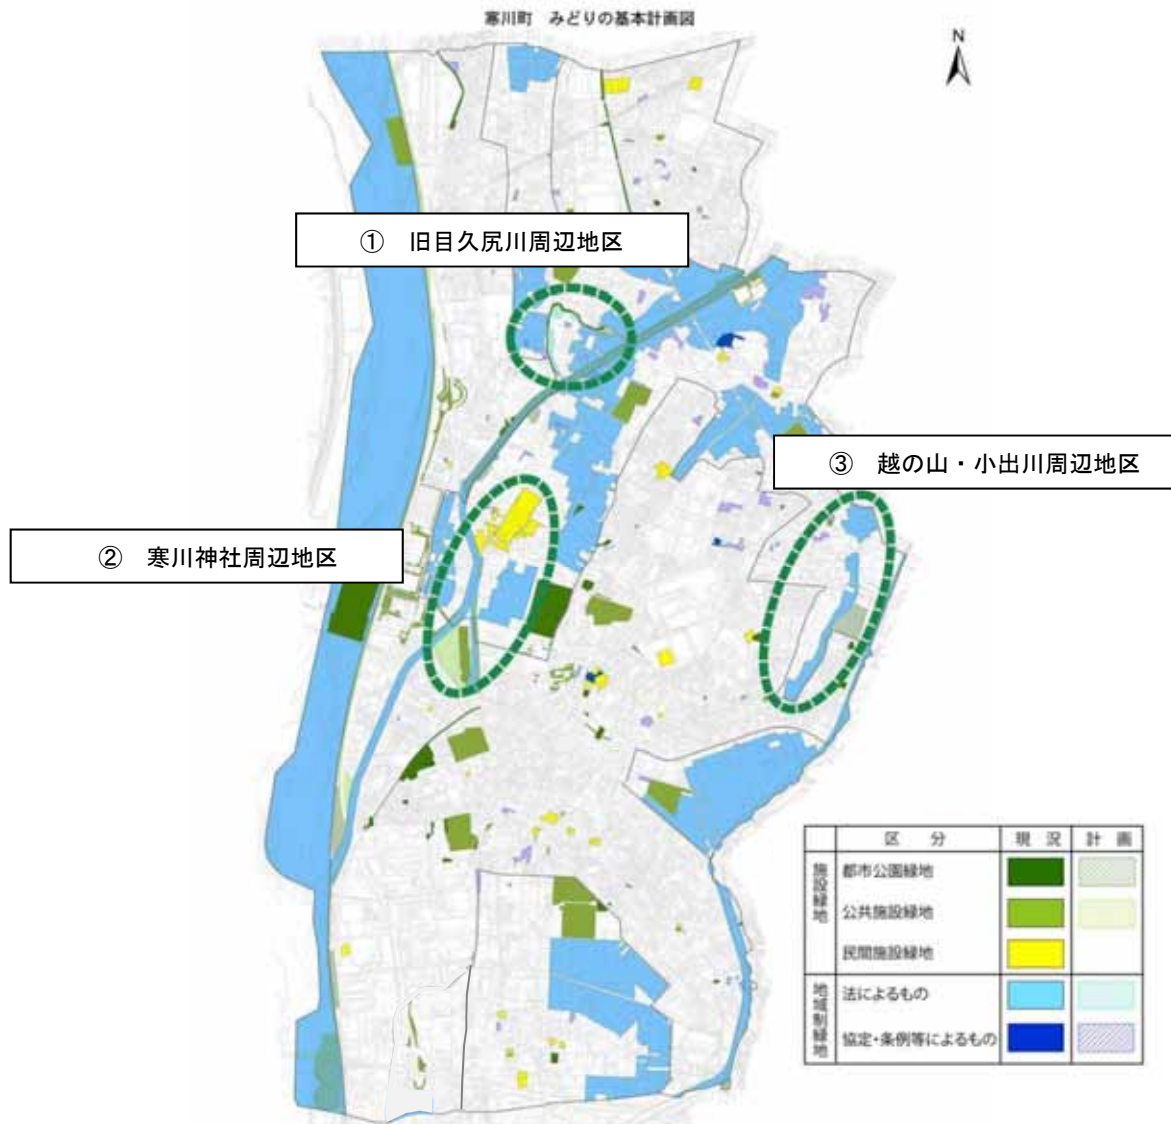 寒川町 みどりの基本計画図
N
① 旧目久尻川周辺地区
③ 越の山・小出川周辺地区
② 寒川神社周辺地区
区 分 現 況 計 画
施設緑地
都市公園緑地
公共施設緑地
民間施設緑地
地域制緑地
法によるもの
協定・条例等によるもの